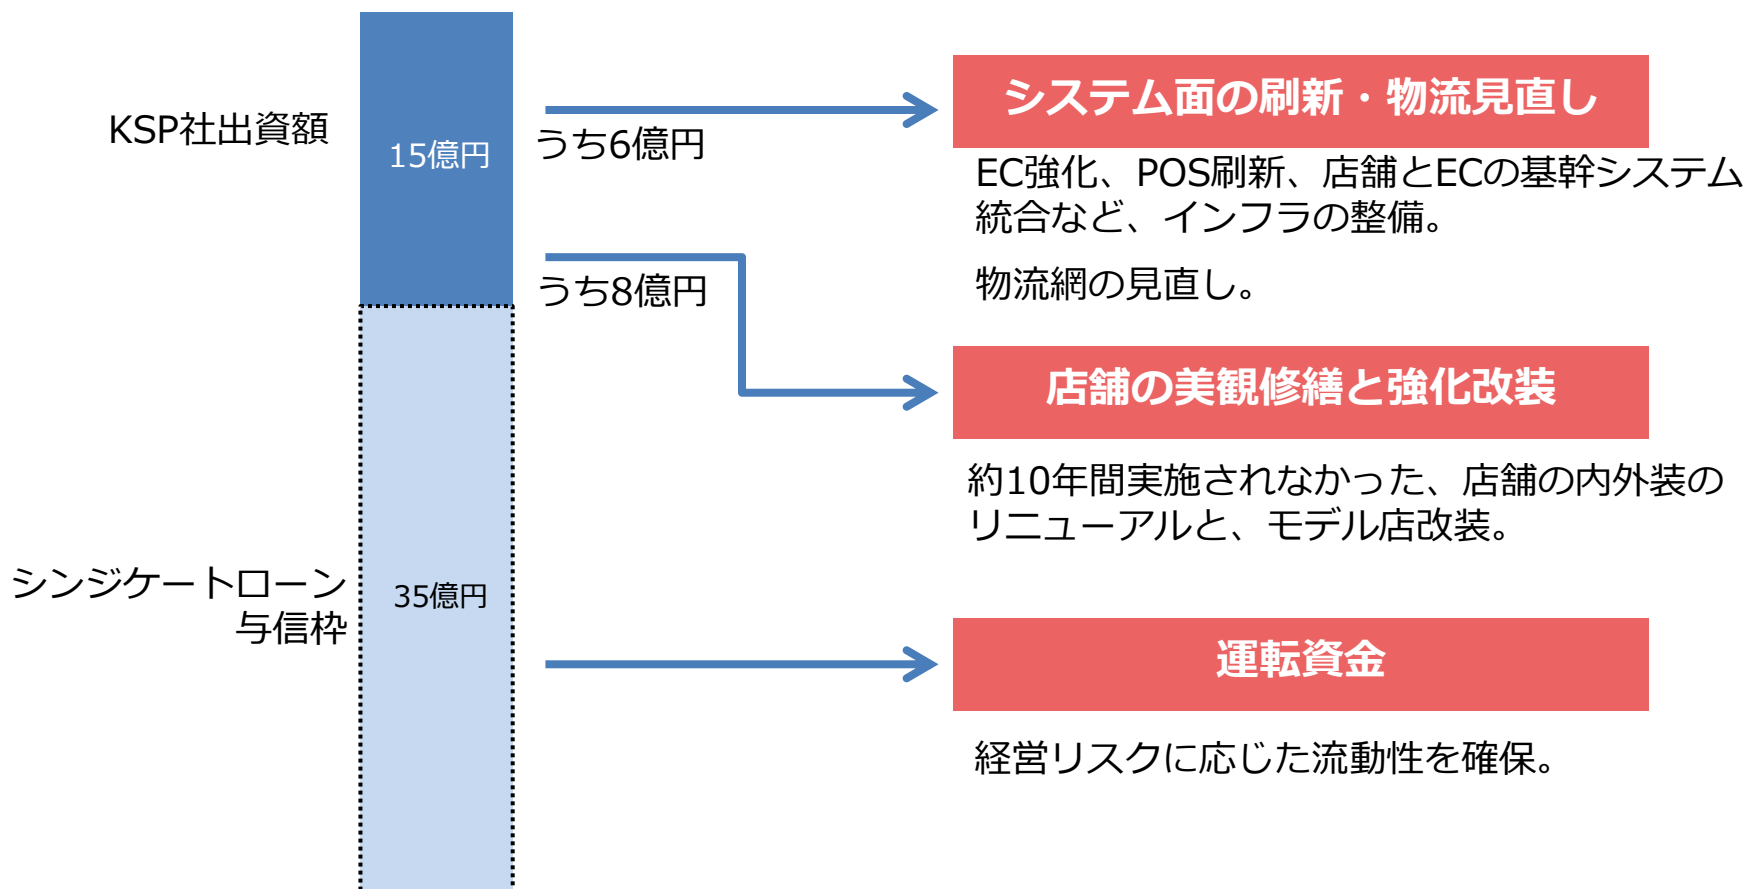 KSP社出資額
15億円
うち6億円
うち8億円
シンジケートローン
与信枠
35億円
システム面の刷新・物流見直し
EC強化、POS刷新、店舗とECの基幹システム
統合など、インフラの整備。
物流網の見直し。
店舗の美観修繕と強化改装
約10年間実施されなかった、店舗の内外装の
リニューアルと、モデル店改装。
運転資金
経営リスクに応じた流動性を確保。